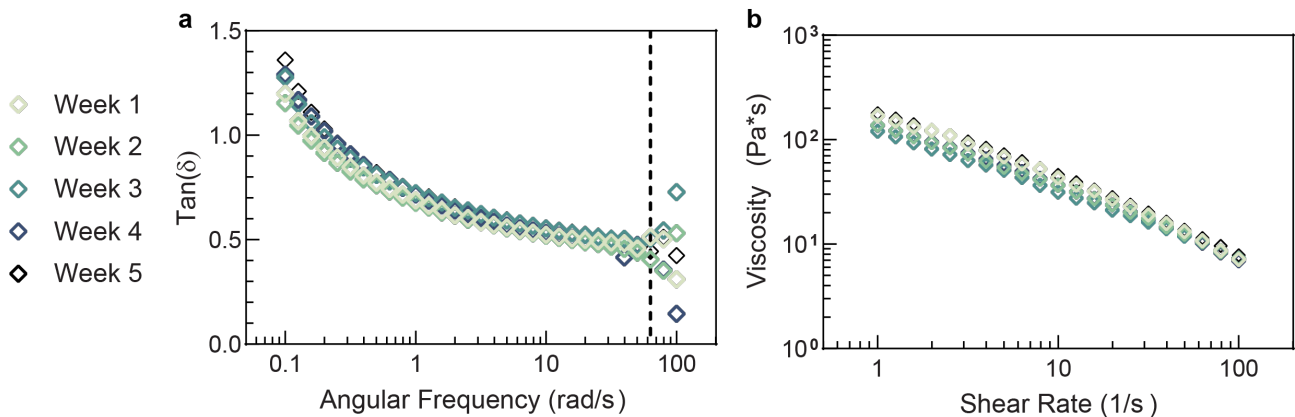 a
b
Week 1
Week 2
Week 3
Week 4
Week 5
Tan(δ)
1.5
1.0
0.5
0.0
0.1
1
10
100
Angular Frequency (rad/s)
Viscosity (Pa*s)
10³
10²
10¹
10⁰
1
10
100
Shear Rate (1/s )